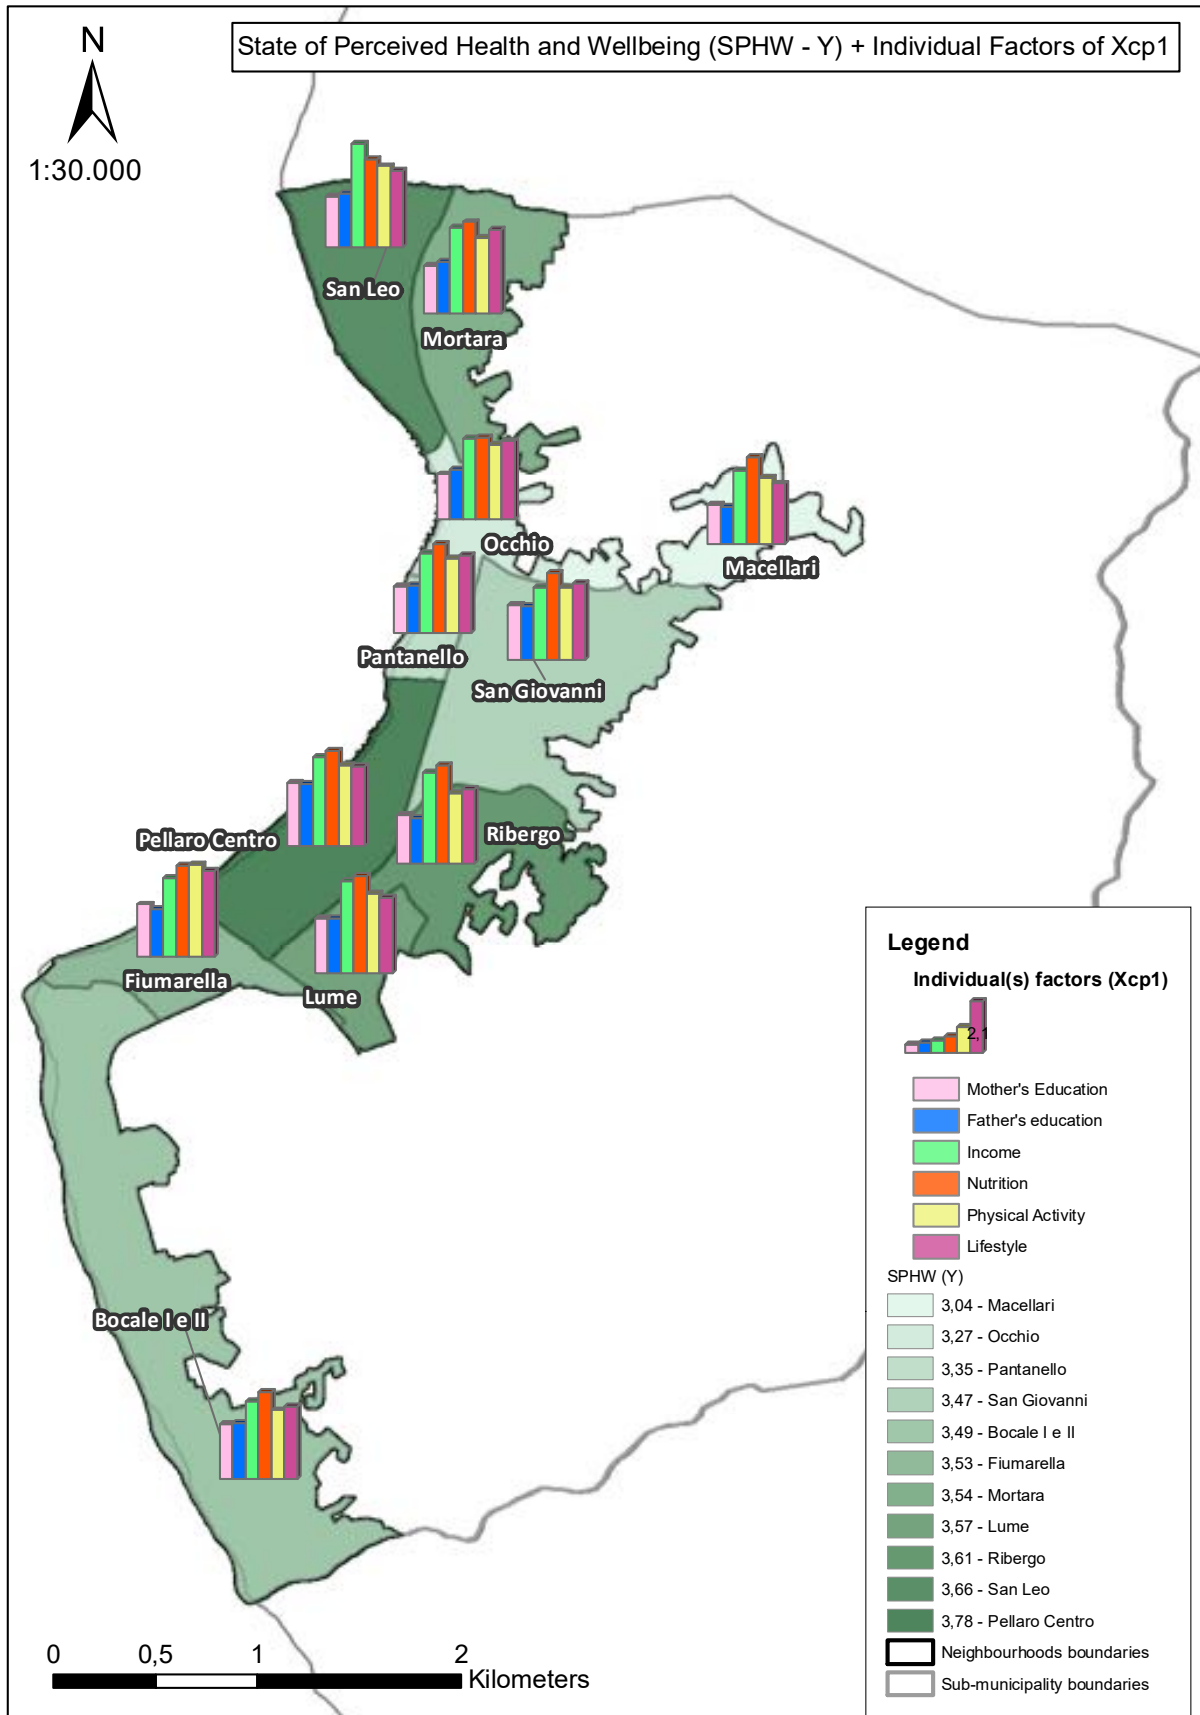 State of Perceived Health and Wellbeing (SPHW - Y) + Individual Factors of Xcp1
N
1:30.000
San Leo
Mortara
Occhio
Macellari
Pantanello
San Giovanni
Pellaro Centro
Ribergo
Fiumarella
Lume
Bocale I e II
Legend
Individual(s) factors (Xcp1)
2,1
Mother's Education
Father's education
Income
Nutrition
Physical Activity
Lifestyle
SPHW (Y)
3,04 - Macellari
3,27 - Occhio
3,35 - Pantanello
3,47 - San Giovanni
3,49 - Bocale I e II
3,53 - Fiumarella
3,54 - Mortara
3,57 - Lume
3,61 - Ribergo
3,66 - San Leo
3,78 - Pellaro Centro
Neighbourhoods boundaries
Sub-municipality boundaries
0 0,5 1 2
Kilometers